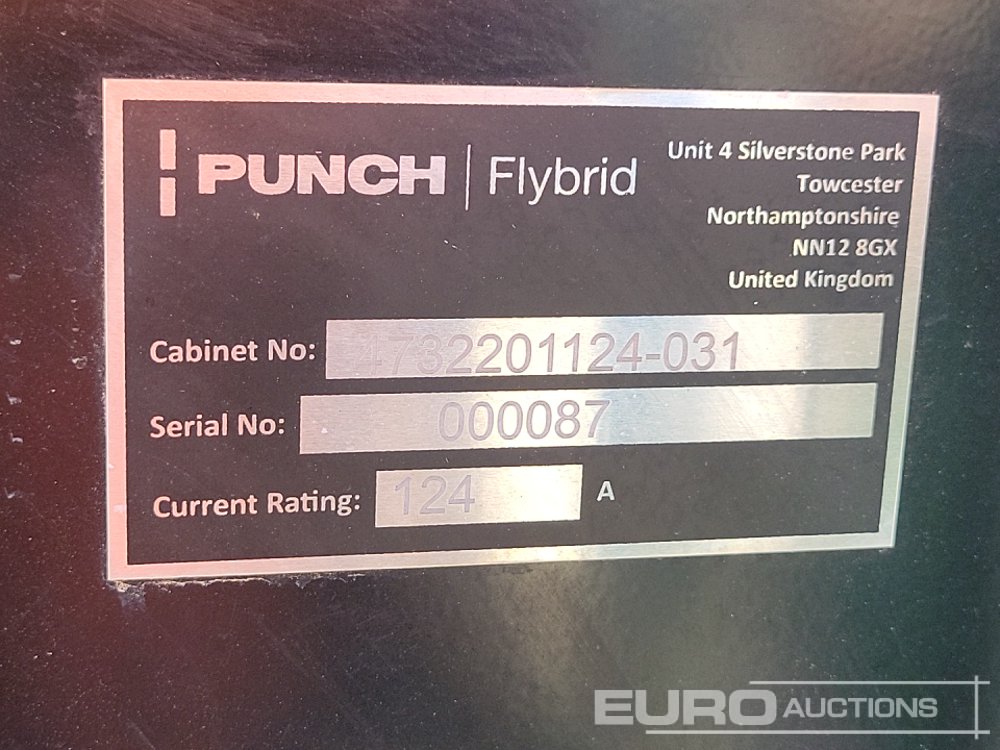 PUNCH | Flybrid
Unit 4 Silverstone Park
Towcester
Northamptonshire
NN12 8GX
United Kingdom
Cabinet No: 4732201124-031
Serial No: 000087
Current Rating: 124 A
EURO AUCTIONS